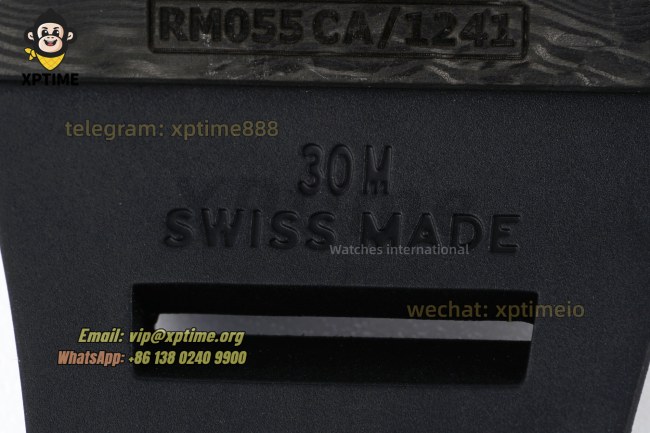 RM055 CA/1241
XPTIME
telegram: xptime888
30M
SWISS MADE
Watches international
wechat: xptimeio
Email: vip@xptime.org
WhatsApp: +86 138 0240 9900